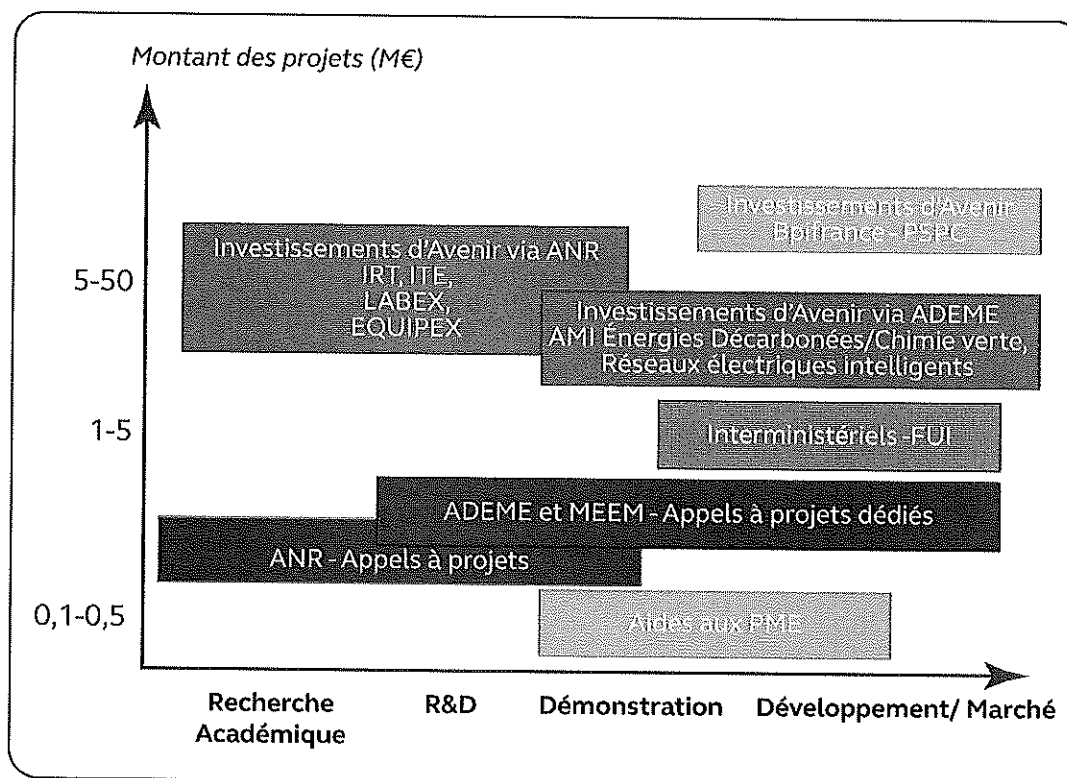 Montant des projets (M€)
Investissements d'Avenir
Bpifrance - PSPC
Investissements d'Avenir via ANR
IRT, ITE,
LABEX,
EQUIPEX
5-50
Investissements d'Avenir via ADEME
AMI Énergies Décarbonées/Chimie verte,
Réseaux électriques intelligents
1-5
Interministériels -FUI
ADEME et MEEM - Appels à projets dédiés
ANR - Appels à projets
0,1-0,5
Aides aux PME
Recherche
Académique
R&D
Démonstration
Développement/ Marché